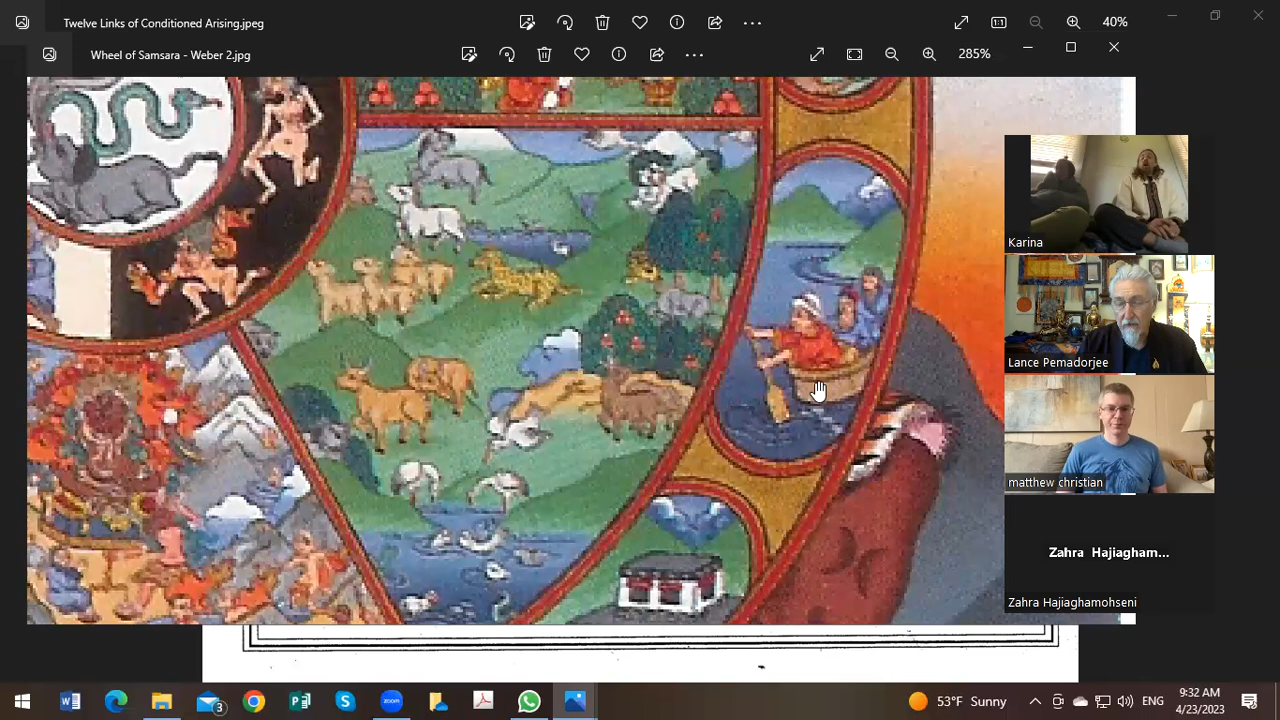 Twelve Links of Conditioned Arising.jpeg
40%
Wheel of Samsara - Weber 2.jpg
285%
Karina
Lance Pemadorjee
matthew christian
Zahra Hajiagham...
Zahra Hajiaghamohseni
53°F Sunny
ENG
9:32 AM
4/23/2023
3